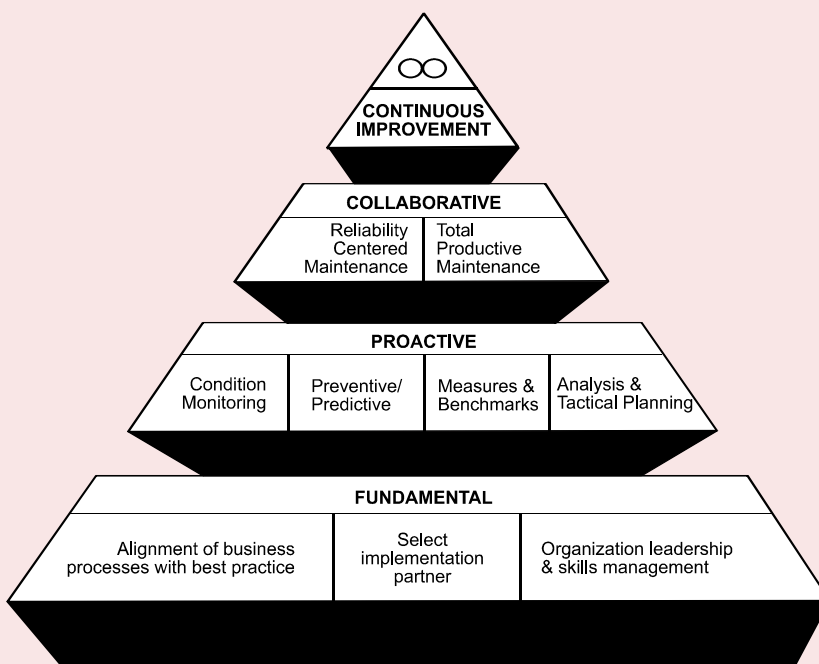 CONTINUOUS
IMPROVEMENT
COLLABORATIVE
Reliability
Centered
Maintenance
Total
Productive
Maintenance
PROACTIVE
Condition
Monitoring
Preventive/
Predictive
Measures &
Benchmarks
Analysis &
Tactical Planning
FUNDAMENTAL
Alignment of business
processes with best practice
Select
implementation
partner
Organization leadership
& skills management